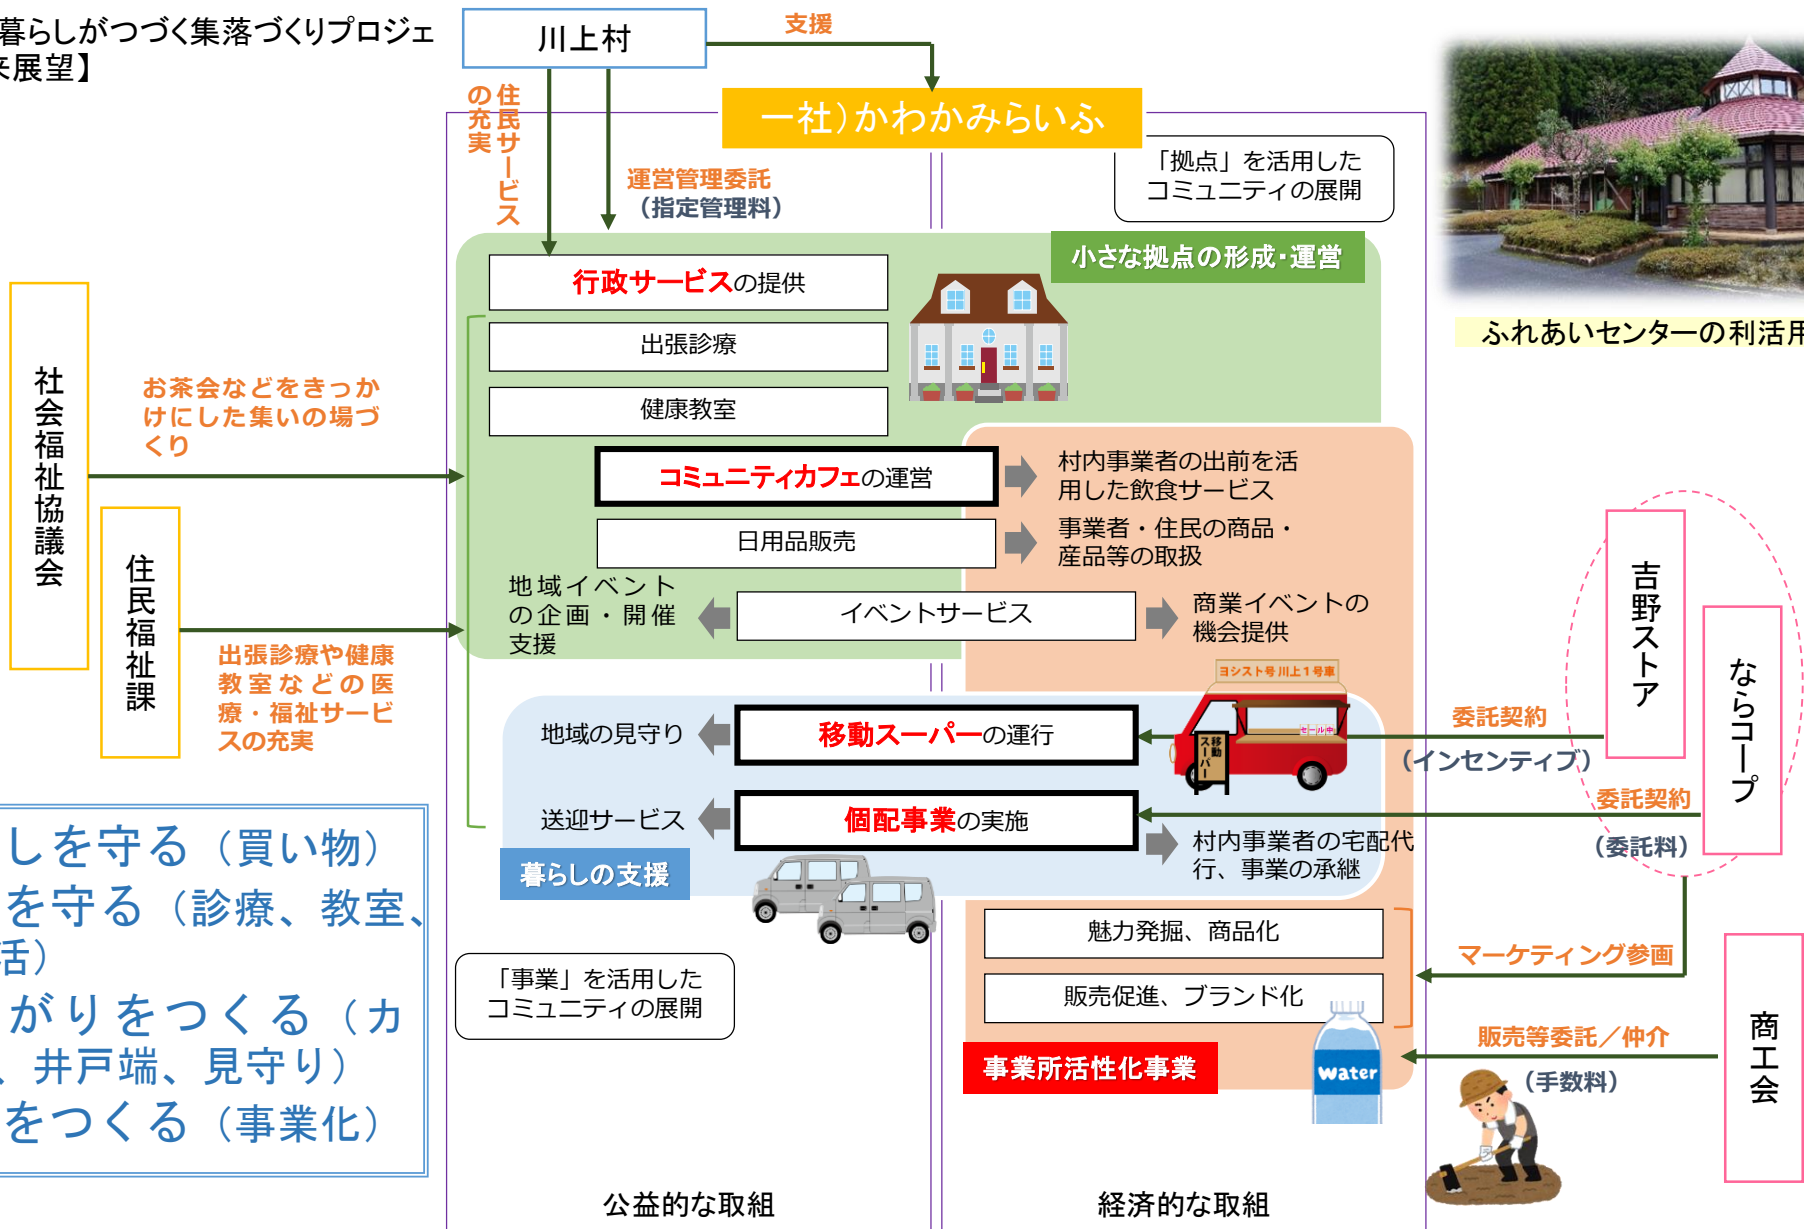 暮らしがつづく集落づくりプロジェ
来展望】
川上村
支援
一社）かわかみらいふ
住民サービス
の充実
運営管理委託
（指定管理料）
「拠点」を活用した
コミュニティの展開
小さな拠点の形成・運営
ふれあいセンターの利活用
行政サービスの提供
出張診療
健康教室
コミュニティカフェの運営
村内事業者の出前を活
用した飲食サービス
日用品販売
事業者・住民の商品・
産品等の取扱
地域イベント
の企画・開催
支援
イベントサービス
商業イベントの
機会提供
社会福祉協議会
お茶会などをきっか
けにした集いの場づ
くり
住民福祉課
出張診療や健康
教室などの医
療・福祉サービ
スの充実
ヨシスト号川上1号車
セール中
移動
スーパー
地域の見守り
移動スーパーの運行
委託契約
（インセンティブ）
吉野ストア
ならコープ
送迎サービス
個配事業の実施
委託契約
（委託料）
村内事業者の宅配代
行、事業の承継
暮らしの支援
しを守る（買い物）
を守る（診療、教室、
活）
がりをつくる（カ
、井戸端、見守り）
をつくる（事業化）
「事業」を活用した
コミュニティの展開
魅力発掘、商品化
販売促進、ブランド化
マーケティング参画
事業所活性化事業
Water
販売等委託／仲介
（手数料）
商工会
公益的な取組
経済的な取組